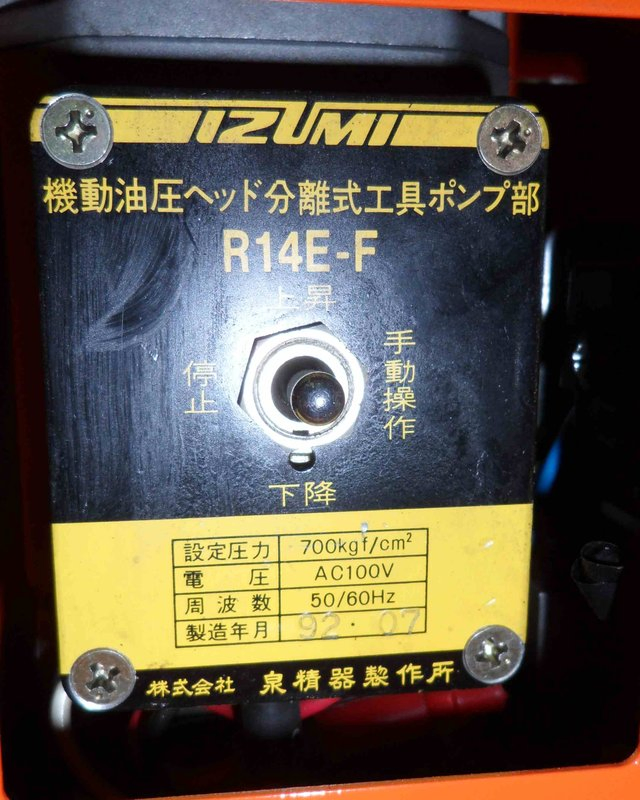 IZUMI
機動油圧ヘッド分離式工具ポンプ部
R14E-F
上昇
停止
手動操作
下降
設定圧力 700kgf/cm²
電圧 AC100V
周波数 50/60Hz
製造年月 92・07
株式会社 泉精器製作所